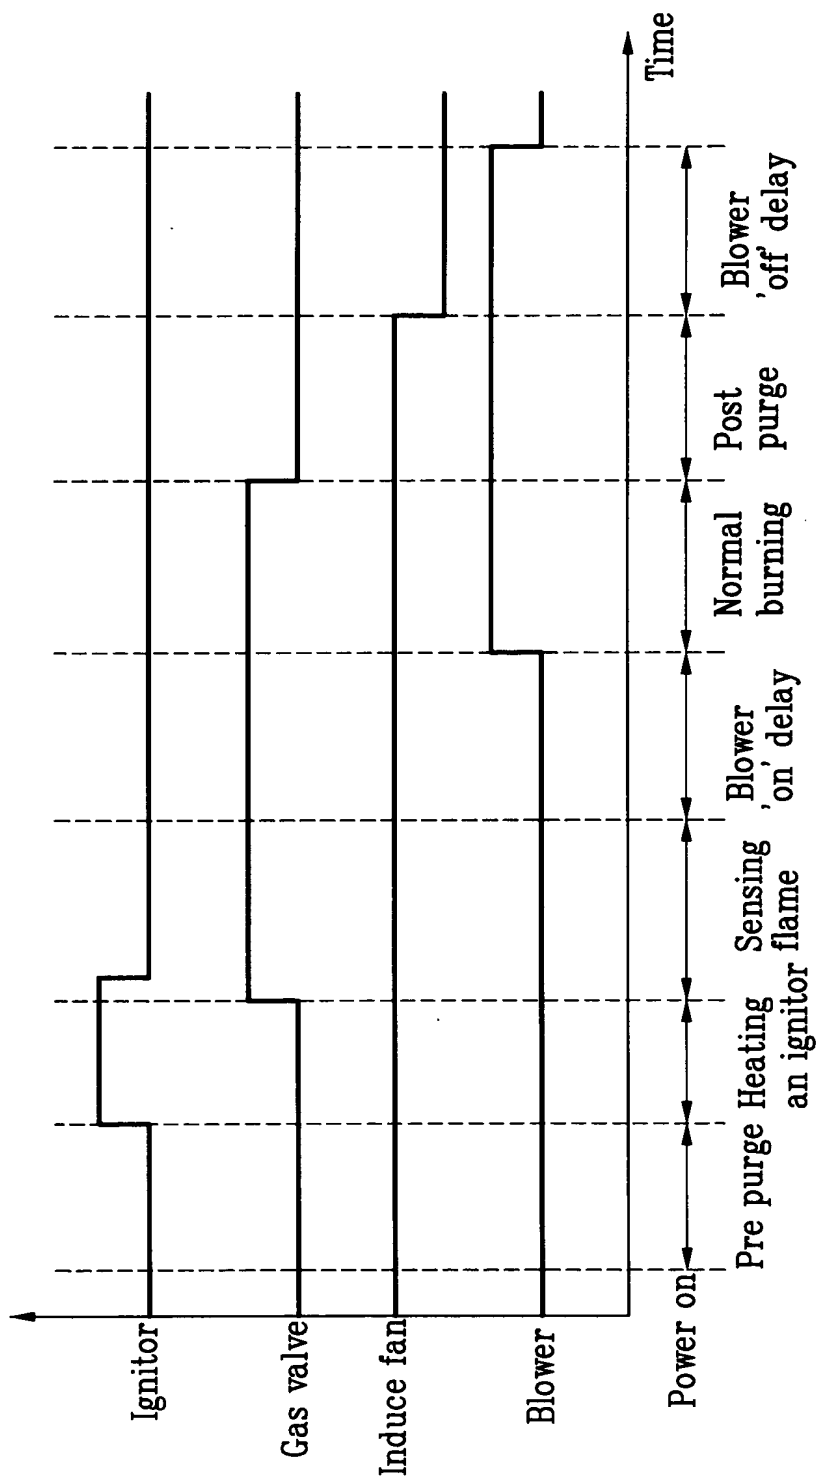 Ignitor
Gas valve
Induce fan
Blower
Power on
Pre purge
Heating
an ignitor
Sensing
flame
Blower
'on' delay
Normal
burning
Post
purge
Blower
'off' delay
Time